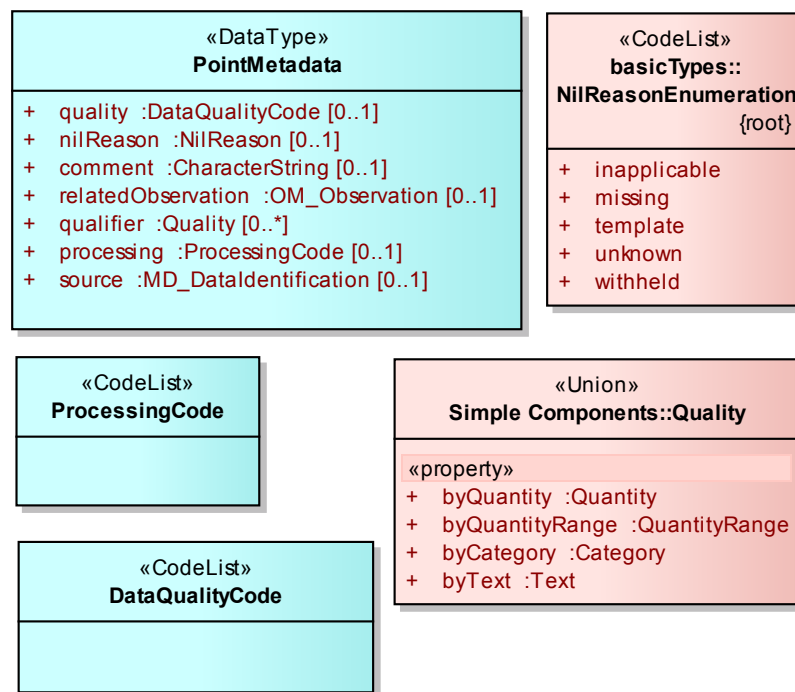 «DataType»
PointMetadata
+ quality :DataQualityCode [0..1]
+ nilReason :NilReason [0..1]
+ comment :CharacterString [0..1]
+ relatedObservation :OM_Observation [0..1]
+ qualifier :Quality [0..*]
+ processing :ProcessingCode [0..1]
+ source :MD_DataIdentification [0..1]
«CodeList»
basicTypes::
NilReasonEnumeration
{root}
+ inapplicable
+ missing
+ template
+ unknown
+ withheld
«CodeList»
ProcessingCode
«Union»
Simple Components::Quality
«property»
+ byQuantity :Quantity
+ byQuantityRange :QuantityRange
+ byCategory :Category
+ byText :Text
«CodeList»
DataQualityCode